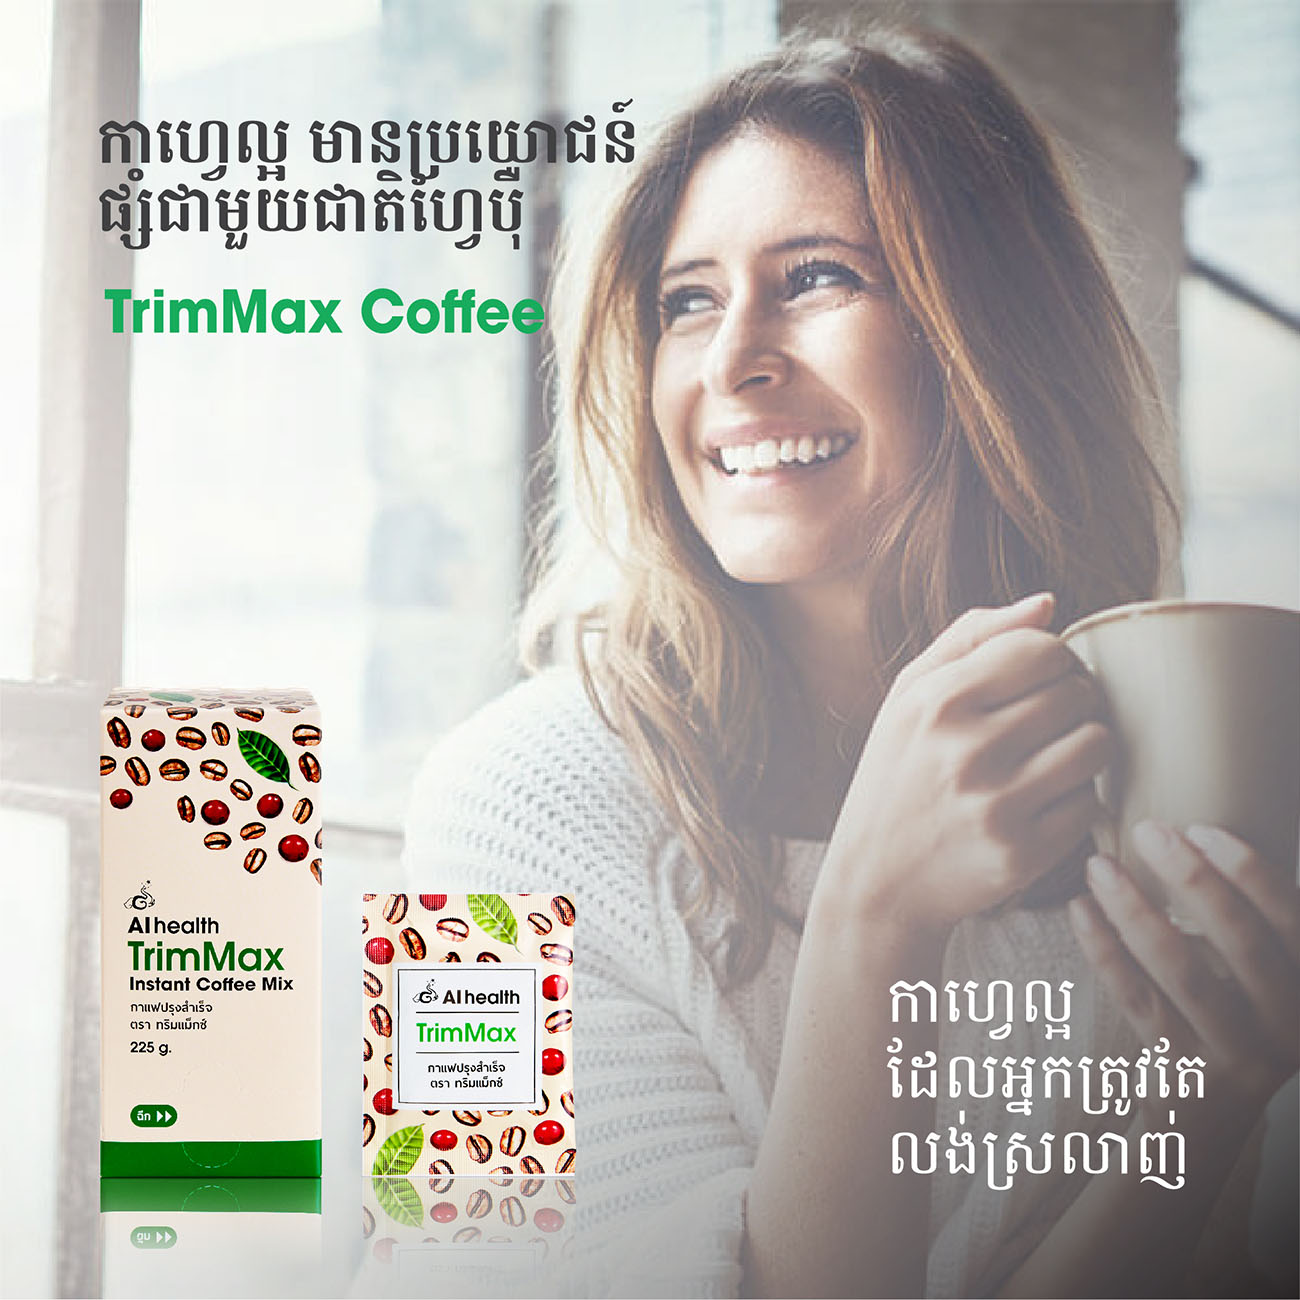 កាហ្វេល្អ មានប្រយោជន៍
ផ្សំជាមួយជាតិហ្វៃបឺ
TrimMax Coffee
AI health
TrimMax
Instant Coffee Mix
กาแฟปรุงสำเร็จ
ตรา ทริมแม็กซ์
225 g.
ฉีก
AI health
TrimMax
กาแฟปรุงสำเร็จ
ตรา ทริมแม็กซ์
កាហ្វេល្អ
ដែលអ្នកត្រូវតែ
លង់ស្រលាញ់